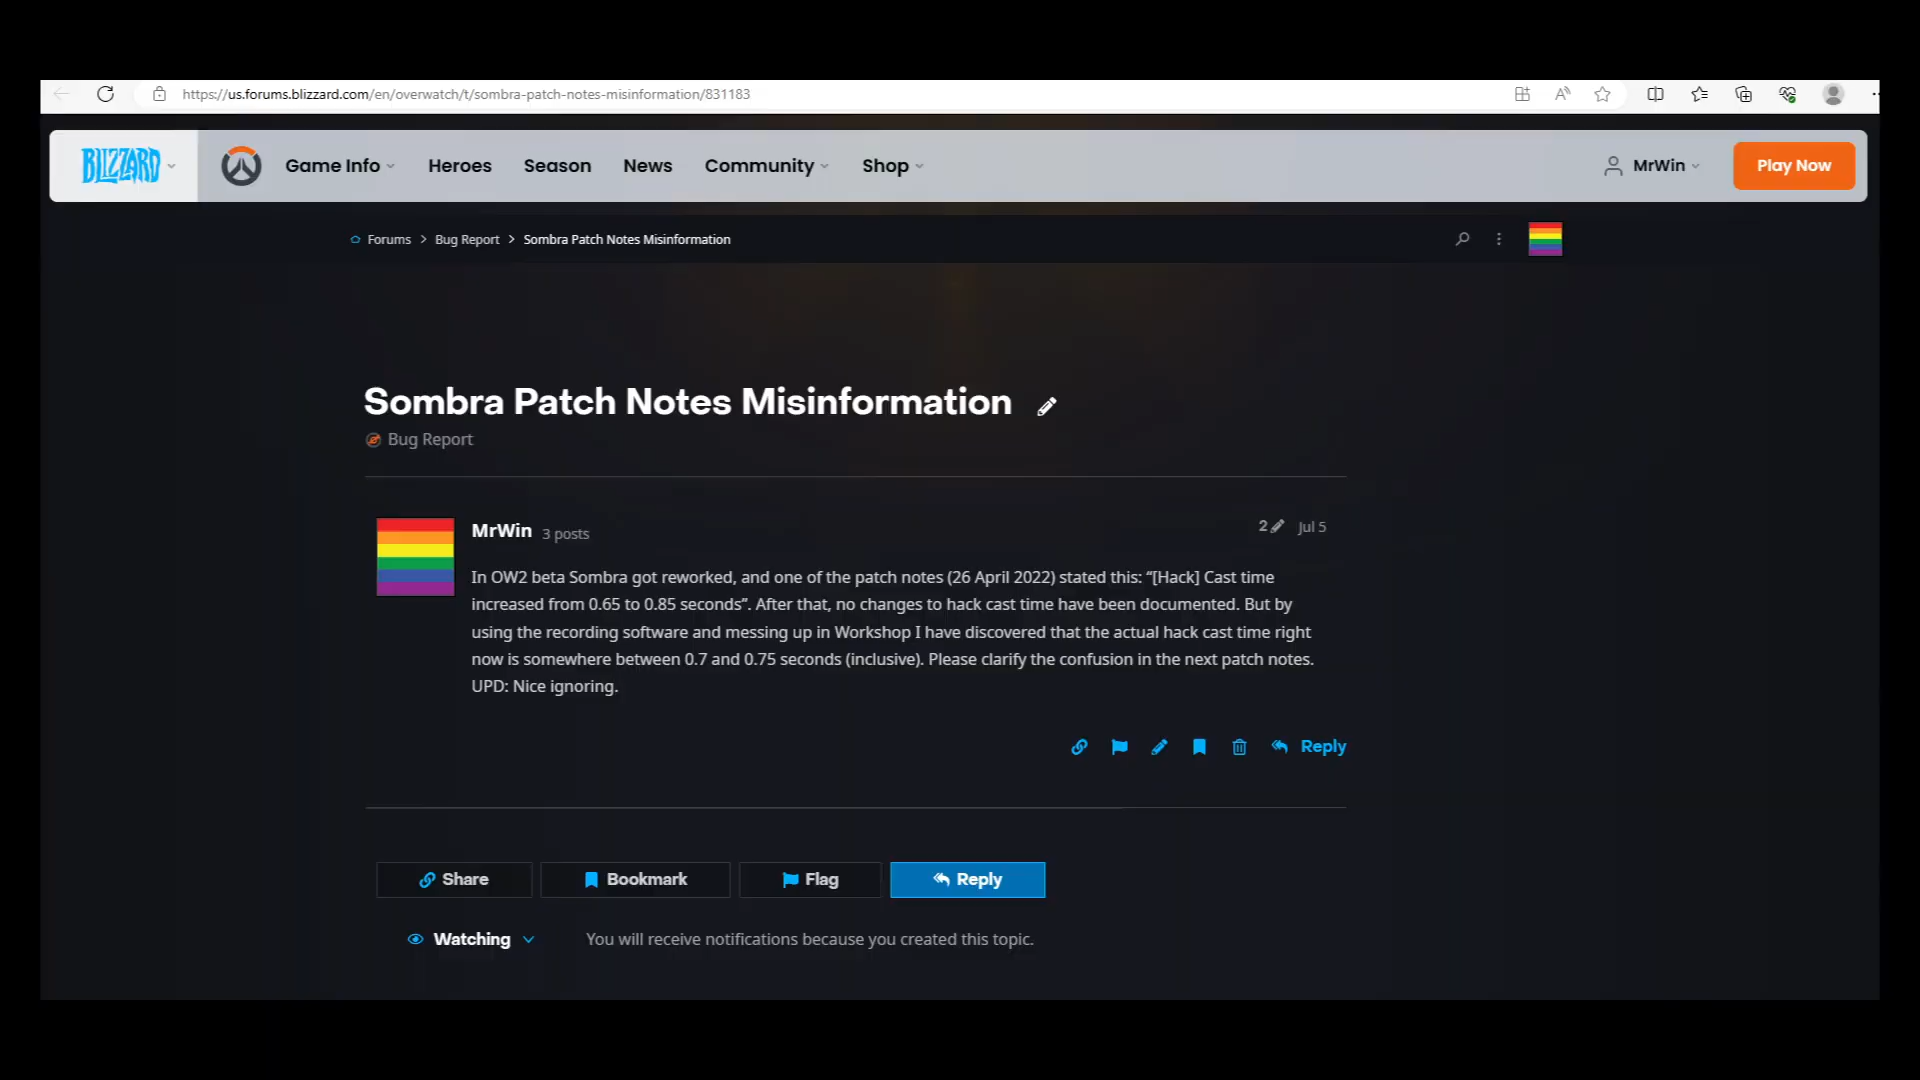 https://us.forums.blizzard.com/en/overwatch/t/sombra-patch-notes-misinformation/831183
BLIZZARD Game Info Heroes Season News Community Shop MrWin Play Now
Forums > Bug Report > Sombra Patch Notes Misinformation
Sombra Patch Notes Misinformation
Bug Report
MrWin 3 posts 2 Jul 5
In OW2 beta Sombra got reworked, and one of the patch notes (26 April 2022) stated this: “[Hack] Cast time
increased from 0.65 to 0.85 seconds”. After that, no changes to hack cast time have been documented. But by
using the recording software and messing up in Workshop I have discovered that the actual hack cast time right
now is somewhere between 0.7 and 0.75 seconds (inclusive). Please clarify the confusion in the next patch notes.
UPD: Nice ignoring.
Reply
Share Bookmark Flag Reply
Watching You will receive notifications because you created this topic.